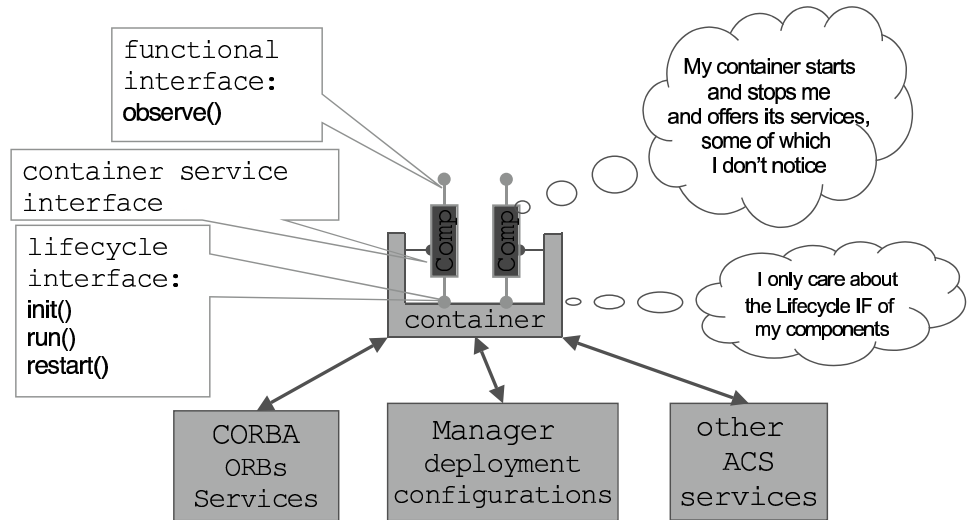 functional
interface:
observe()
container service
interface
lifecycle
interface:
init()
run()
restart()
My container starts
and stops me
and offers its services,
some of which
I don't notice
Comp
Comp
I only care about
the Lifecycle IF of
my components
container
CORBA
ORBs
Services
Manager
deployment
configurations
other
ACS
services